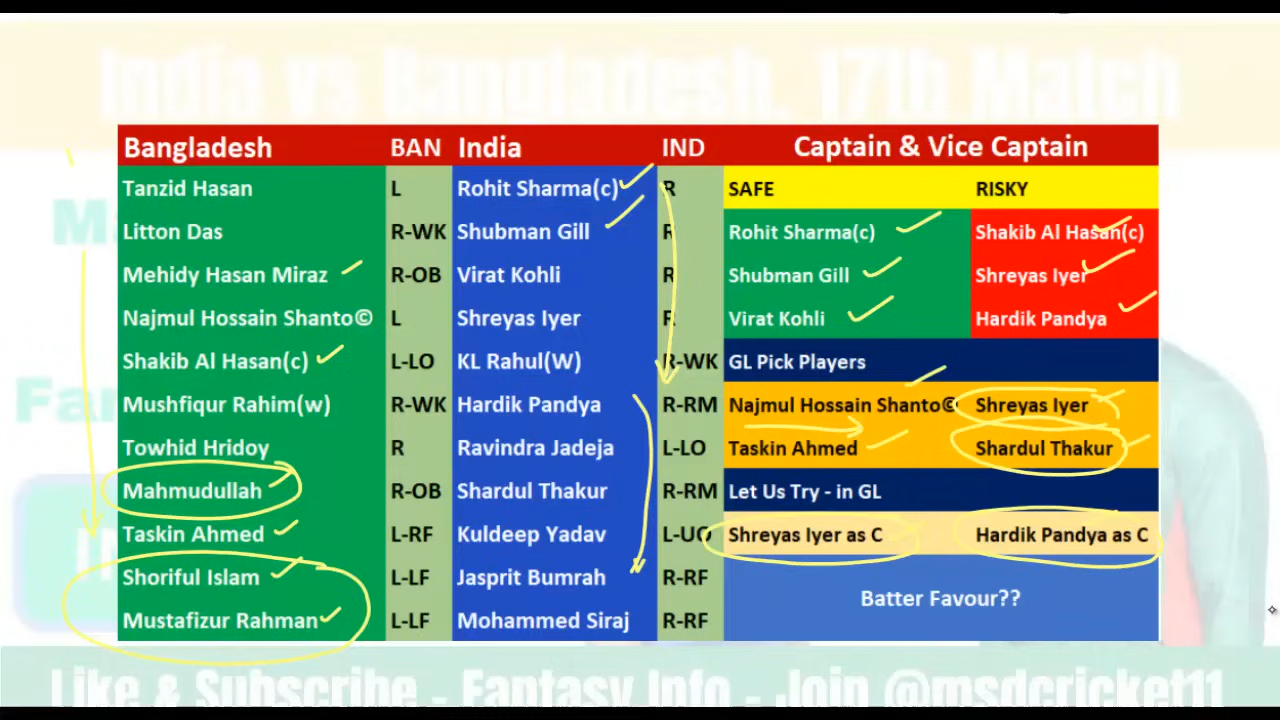 India vs Bangladesh, 17th Match
Bangladesh BAN India IND Captain & Vice Captain
Tanzid Hasan L Rohit Sharma(c) R SAFE RISKY
Litton Das R-WK Shubman Gill R Rohit Sharma(c) Shakib Al Hasan(c)
Mehidy Hasan Miraz R-OB Virat Kohli R Shubman Gill Shreyas Iyer
Najmul Hossain Shanto© L Shreyas Iyer R Virat Kohli Hardik Pandya
Shakib Al Hasan(c) L-LO KL Rahul(W) R-WK GL Pick Players
Mushfiqur Rahim(w) R-WK Hardik Pandya R-RM Najmul Hossain Shanto© Shreyas Iyer
Towhid Hridoy R Ravindra Jadeja L-LO Taskin Ahmed Shardul Thakur
Mahmudullah R-OB Shardul Thakur R-RM Let Us Try - in GL
Taskin Ahmed L-RF Kuldeep Yadav L-UO Shreyas Iyer as C Hardik Pandya as C
Shoriful Islam L-LF Jasprit Bumrah R-RF
Batter Favour??
Mustafizur Rahman L-LF Mohammed Siraj R-RF
Like & Subscribe - Fantasy Info - Join @msdcricket11